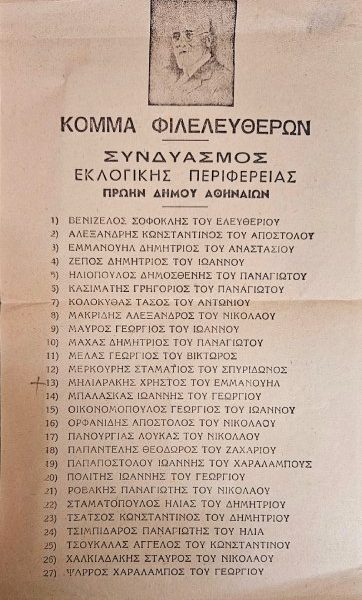 ΚΟΜΜΑ ΦΙΛΕΛΕΥΘΕΡΩΝ
ΣΥΝΔΥΑΣΜΟΣ
ΕΚΛΟΓΙΚΗΣ ΠΕΡΙΦΕΡΕΙΑΣ
ΠΡΩΗΝ ΔΗΜΟΥ ΑΘΗΝΑΙΩΝ
1) ΒΕΝΙΖΕΛΟΣ ΣΟΦΟΚΛΗΣ ΤΟΥ ΕΛΕΥΘΕΡΙΟΥ
2) ΑΛΕΞΑΝΔΡΗΣ ΚΩΝΣΤΑΝΤΙΝΟΣ ΤΟΥ ΑΠΟΣΤΟΛΟΥ
3) ΕΜΜΑΝΟΥΗΛ ΔΗΜΗΤΡΙΟΣ ΤΟΥ ΑΝΑΣΤΑΣΙΟΥ
4) ΖΕΠΟΣ ΔΗΜΗΤΡΙΟΣ ΤΟΥ ΙΩΑΝΝΟΥ
5) ΗΛΙΟΠΟΥΛΟΣ ΔΗΜΟΣΘΕΝΗΣ ΤΟΥ ΠΑΝΑΓΙΩΤΟΥ
6) ΚΑΣΙΜΑΤΗΣ ΓΡΗΓΟΡΙΟΣ ΤΟΥ ΠΑΝΑΓΙΩΤΟΥ
7) ΚΟΛΟΚΥΘΑΣ ΤΑΣΟΣ ΤΟΥ ΑΝΤΩΝΙΟΥ
8) ΜΑΚΡΙΔΗΣ ΑΛΕΞΑΝΔΡΟΣ ΤΟΥ ΝΙΚΟΛΑΟΥ
9) ΜΑΥΡΟΣ ΓΕΩΡΓΙΟΣ ΤΟΥ ΙΩΑΝΝΟΥ
10) ΜΑΧΑΣ ΔΗΜΗΤΡΙΟΣ ΤΟΥ ΠΑΝΑΓΙΩΤΟΥ
11) ΜΕΛΑΣ ΓΕΩΡΓΙΟΣ ΤΟΥ ΒΙΚΤΩΡΟΣ
12) ΜΕΡΚΟΥΡΗΣ ΣΤΑΜΑΤΙΟΣ ΤΟΥ ΣΠΥΡΙΔΩΝΟΣ
13) ΜΗΛΙΑΡΑΚΗΣ ΧΡΗΣΤΟΣ ΤΟΥ ΕΜΜΑΝΟΥΗΛ
14) ΜΠΑΛΑΣΚΑΣ ΙΩΑΝΝΗΣ ΤΟΥ ΓΕΩΡΓΙΟΥ
15) ΟΙΚΟΝΟΜΟΠΟΥΛΟΣ ΓΕΩΡΓΙΟΣ ΤΟΥ ΙΩΑΝΝΟΥ
16) ΟΡΦΑΝΙΔΗΣ ΑΠΟΣΤΟΛΟΣ ΤΟΥ ΝΙΚΟΛΑΟΥ
17) ΠΑΝΟΥΡΓΙΑΣ ΛΟΥΚΑΣ ΤΟΥ ΝΙΚΟΛΑΟΥ
18) ΠΑΠΑΝΤΕΛΗΣ ΘΕΟΔΩΡΟΣ ΤΟΥ ΖΑΧΑΡΙΟΥ
19) ΠΑΠΑΠΟΣΤΟΛΟΥ ΙΩΑΝΝΗΣ ΤΟΥ ΧΑΡΑΛΑΜΠΟΥΣ
20) ΠΟΛΙΤΗΣ ΙΩΑΝΝΗΣ ΤΟΥ ΓΕΩΡΓΙΟΥ
21) ΡΟΒΑΚΗΣ ΠΑΝΑΓΙΩΤΗΣ ΤΟΥ ΝΙΚΟΛΑΟΥ
22) ΣΤΑΜΑΤΟΠΟΥΛΟΣ ΗΛΙΑΣ ΤΟΥ ΔΗΜΗΤΡΙΟΥ
23) ΤΣΑΤΣΟΣ ΚΩΝΣΤΑΝΤΙΝΟΣ ΤΟΥ ΔΗΜΗΤΡΙΟΥ
24) ΤΣΙΜΠΙΔΑΡΟΣ ΠΑΝΑΓΙΩΤΗΣ ΤΟΥ ΗΛΙΑ
25) ΤΣΟΥΚΑΛΑΣ ΑΓΓΕΛΟΣ ΤΟΥ ΚΩΝΣΤΑΝΤΙΝΟΥ
26) ΧΑΛΚΙΑΔΑΚΗΣ ΣΤΑΥΡΟΣ ΤΟΥ ΝΙΚΟΛΑΟΥ
27) ΨΑΡΡΟΣ ΧΑΡΑΛΑΜΠΟΣ ΤΟΥ ΓΕΩΡΓΙΟΥ